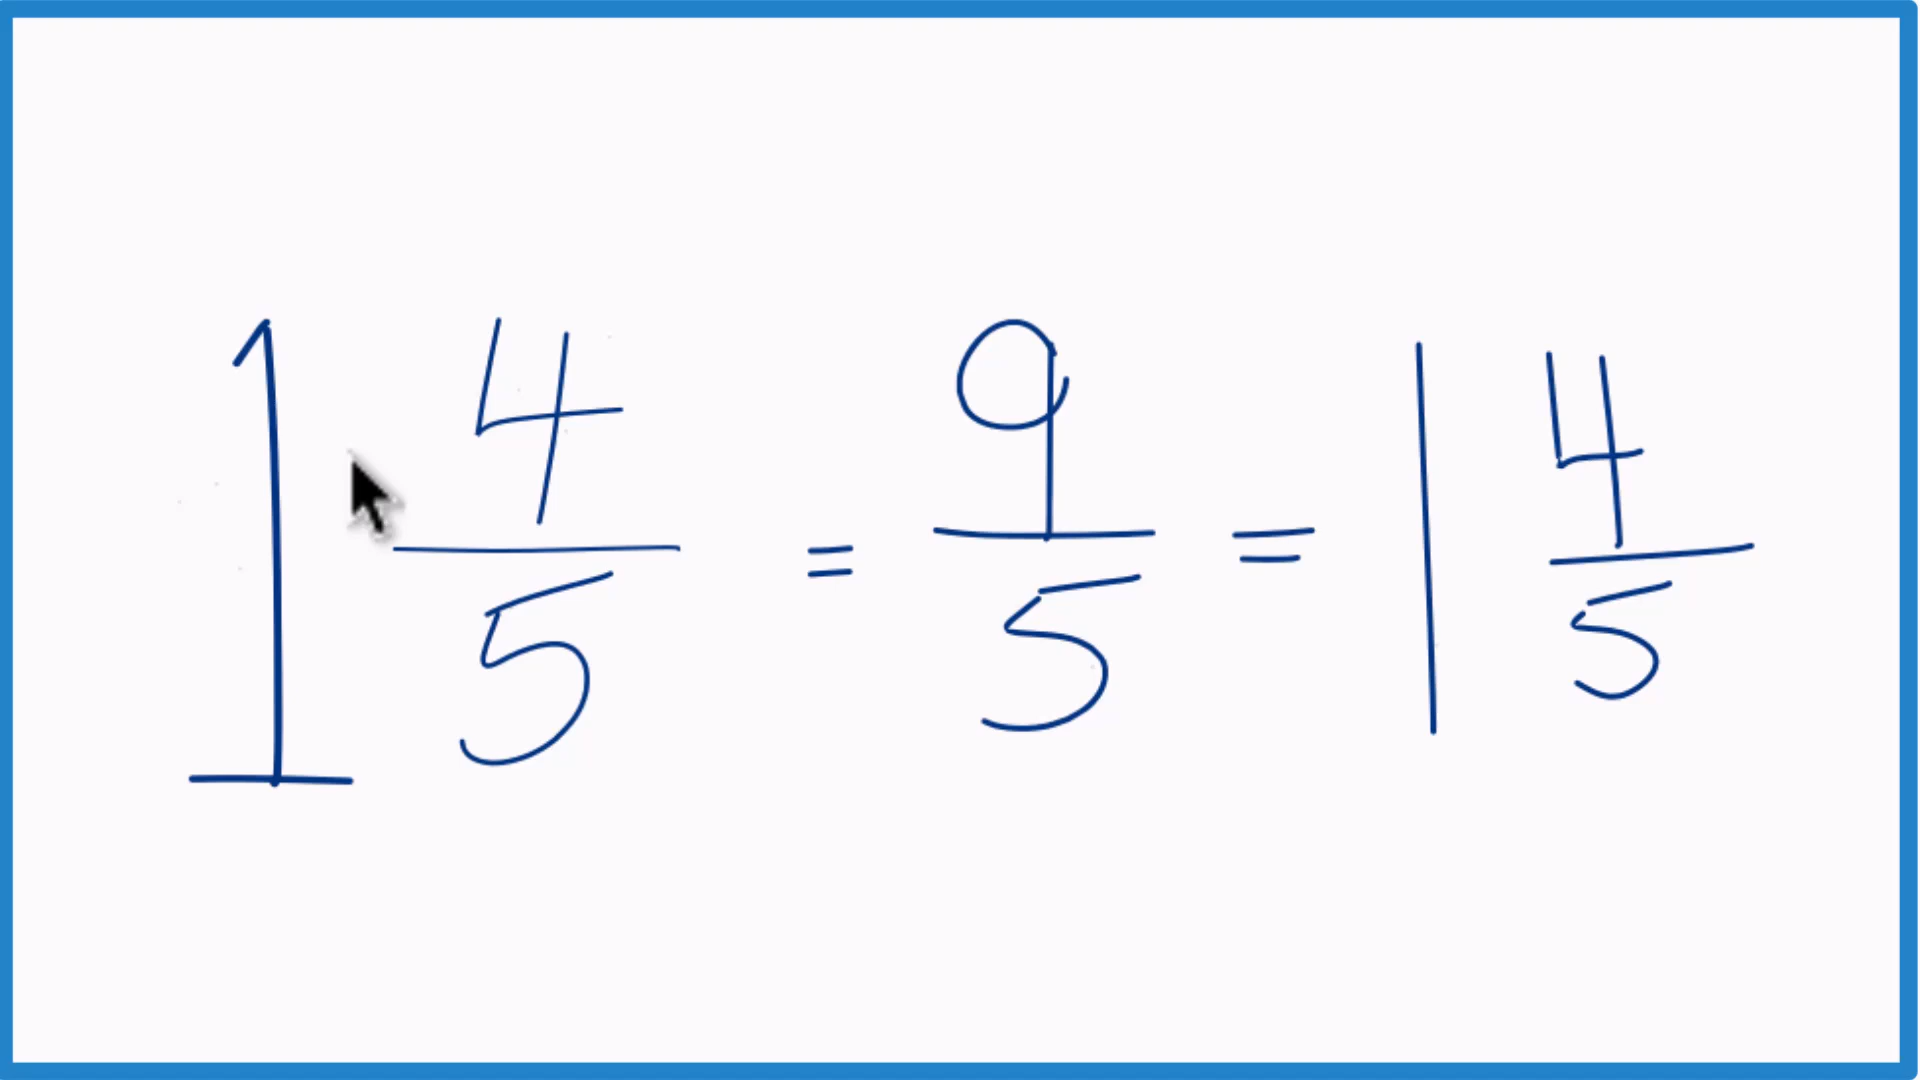 1 4/5 = 9/5 = 1 4/5